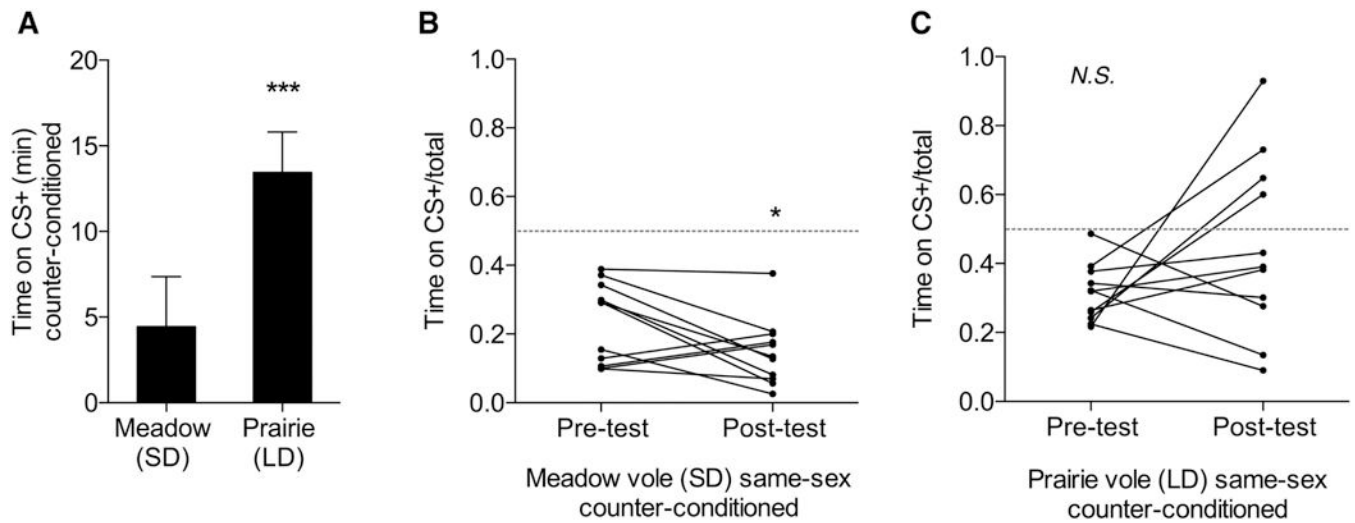 A
Time on CS+ (min)
counter-conditioned
20
15
10
5
0
***
Meadow
(SD)
Prairie
(LD)
B
Time on CS+/total
1.0
0.8
0.6
0.4
0.2
0.0
*
Pre-test
Post-test
Meadow vole (SD) same-sex
counter-conditioned
C
Time on CS+/total
1.0
0.8
0.6
0.4
0.2
0.0
N.S.
Pre-test
Post-test
Prairie vole (LD) same-sex
counter-conditioned